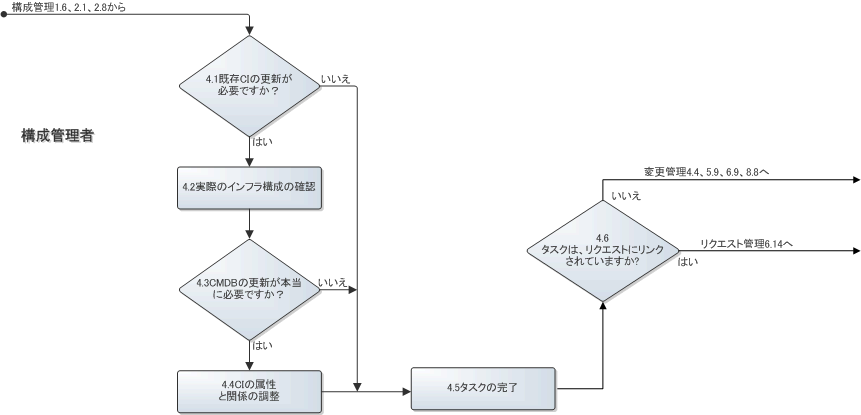 構成管理1.6、2.1、2.8から
4.1既存CIの更新が
必要ですか？
いいえ
はい
構成管理者
4.2実際のインフラ構成の確認
4.3CMDBの更新が本当
に必要ですか？
いいえ
はい
4.4CIの属性
と関係の調整
4.5タスクの完了
変更管理4.4、5.9、6.9、8.8へ
いいえ
4.6
タスクは、リクエストにリンク
されていますか?
リクエスト管理6.14へ
はい